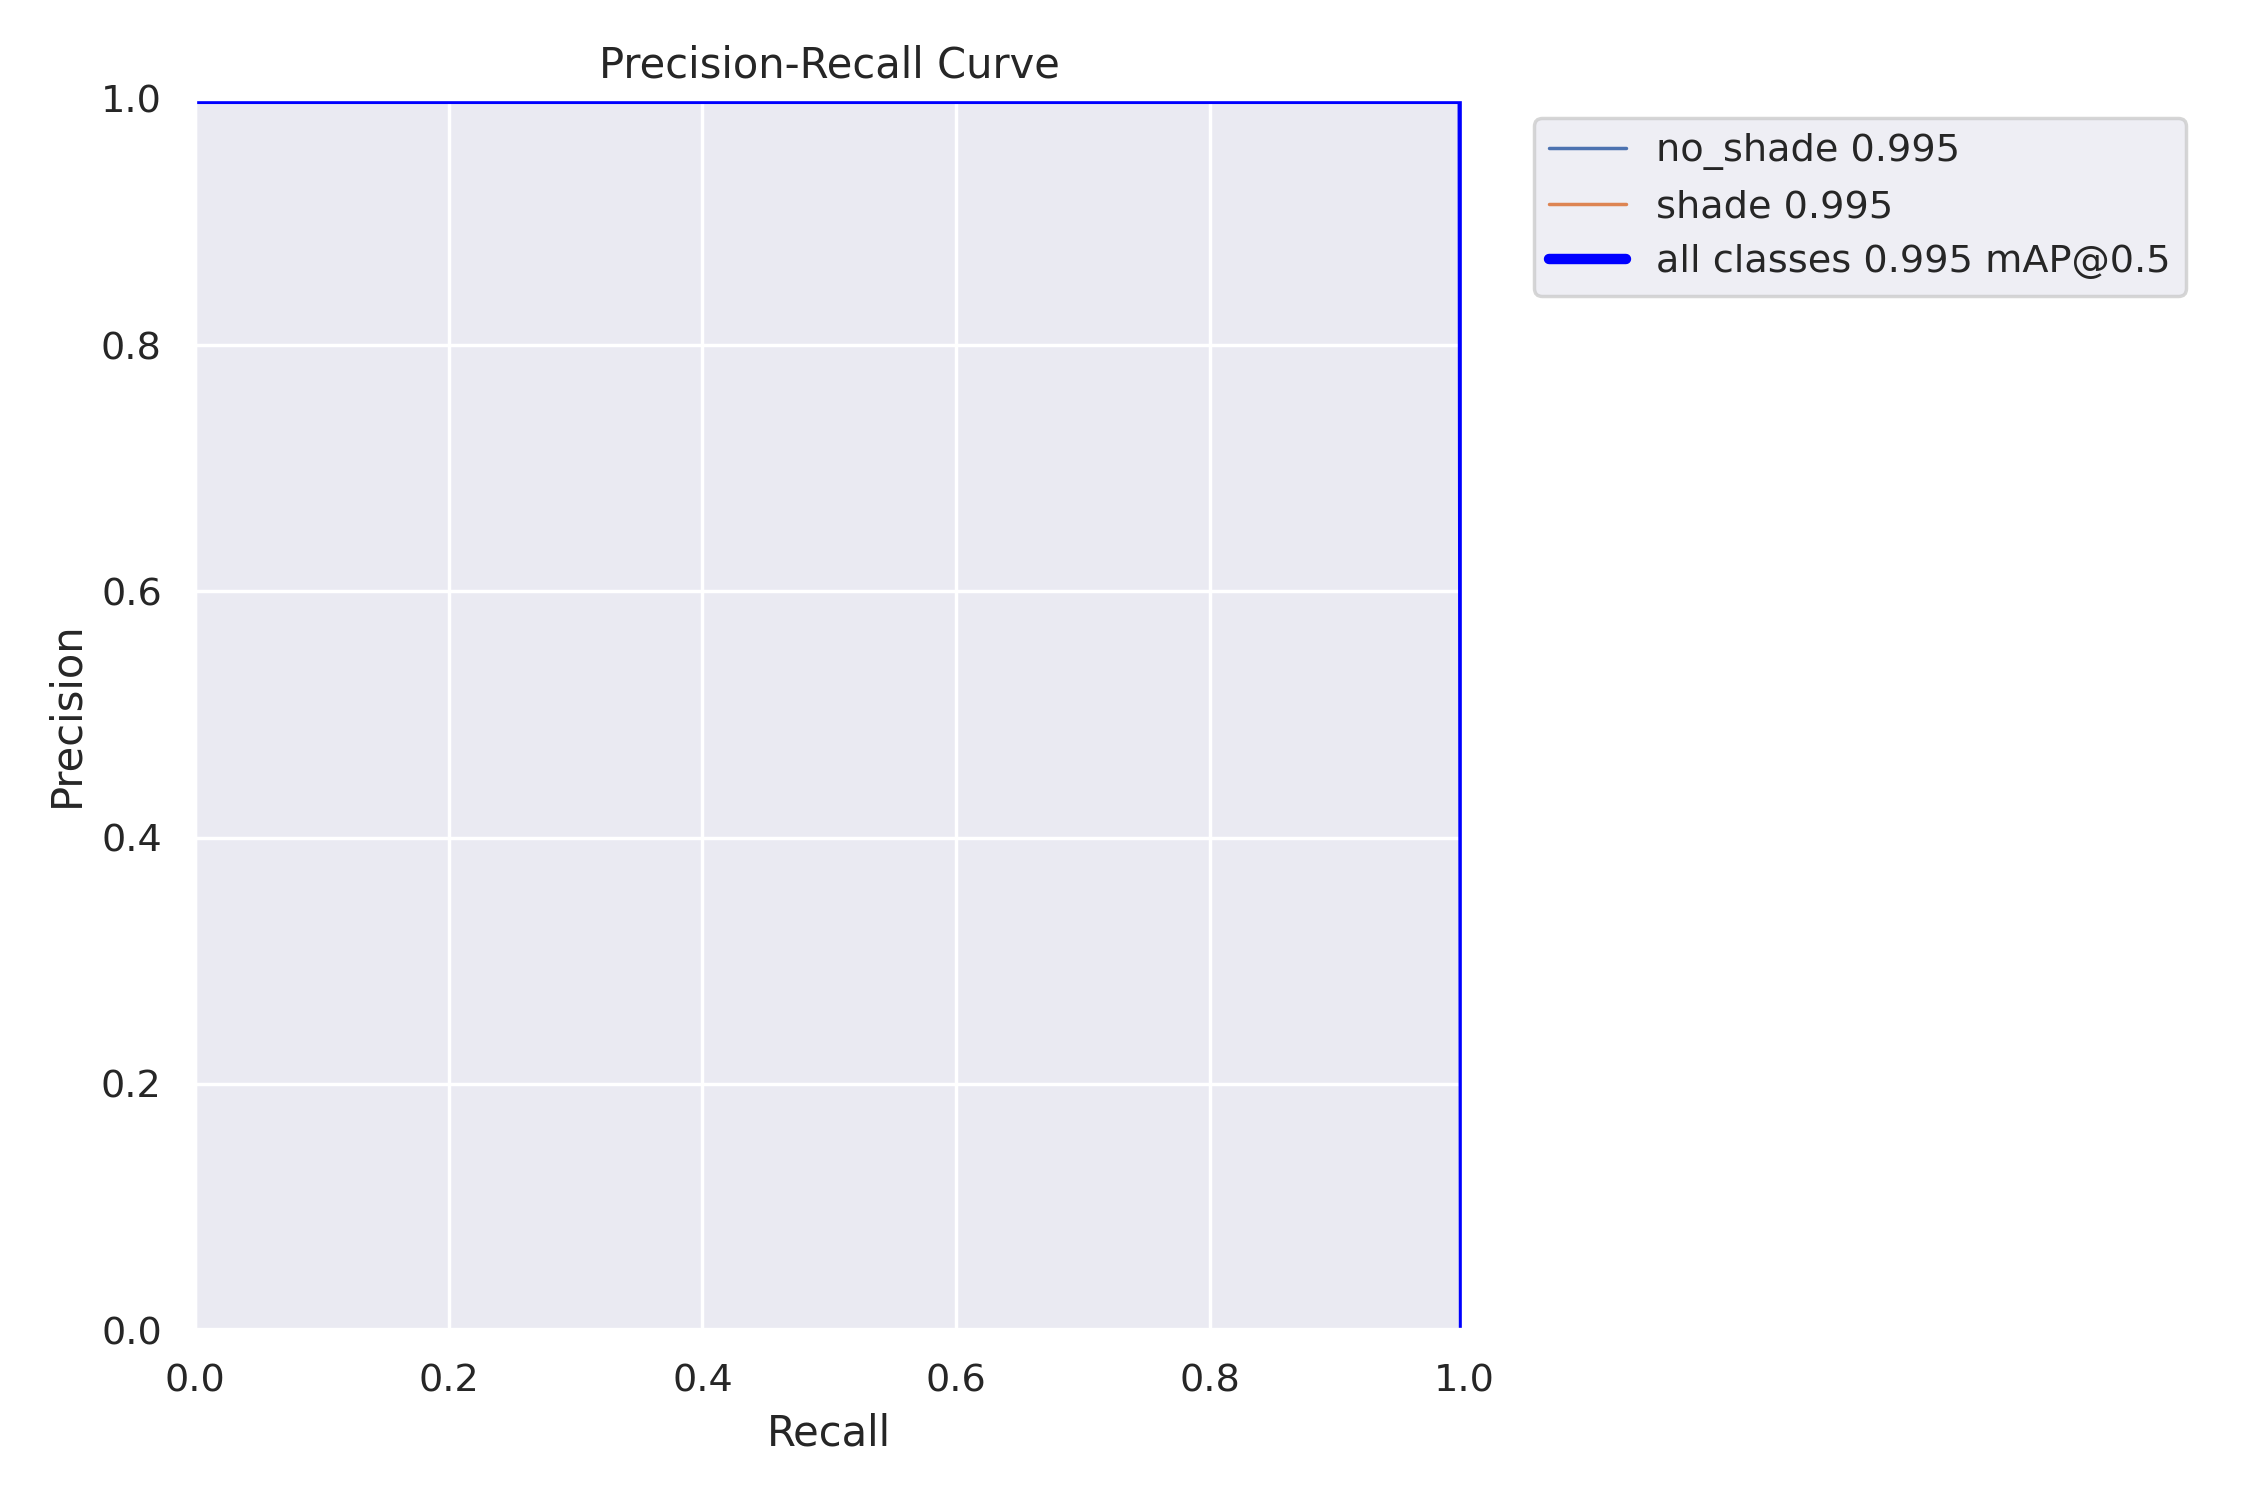 Precision-Recall Curve
1.0
0.8
0.6
0.4
0.2
0.0
Precision
0.0 0.2 0.4 0.6 0.8 1.0
Recall
no_shade 0.995
shade 0.995
all classes 0.995 mAP@0.5